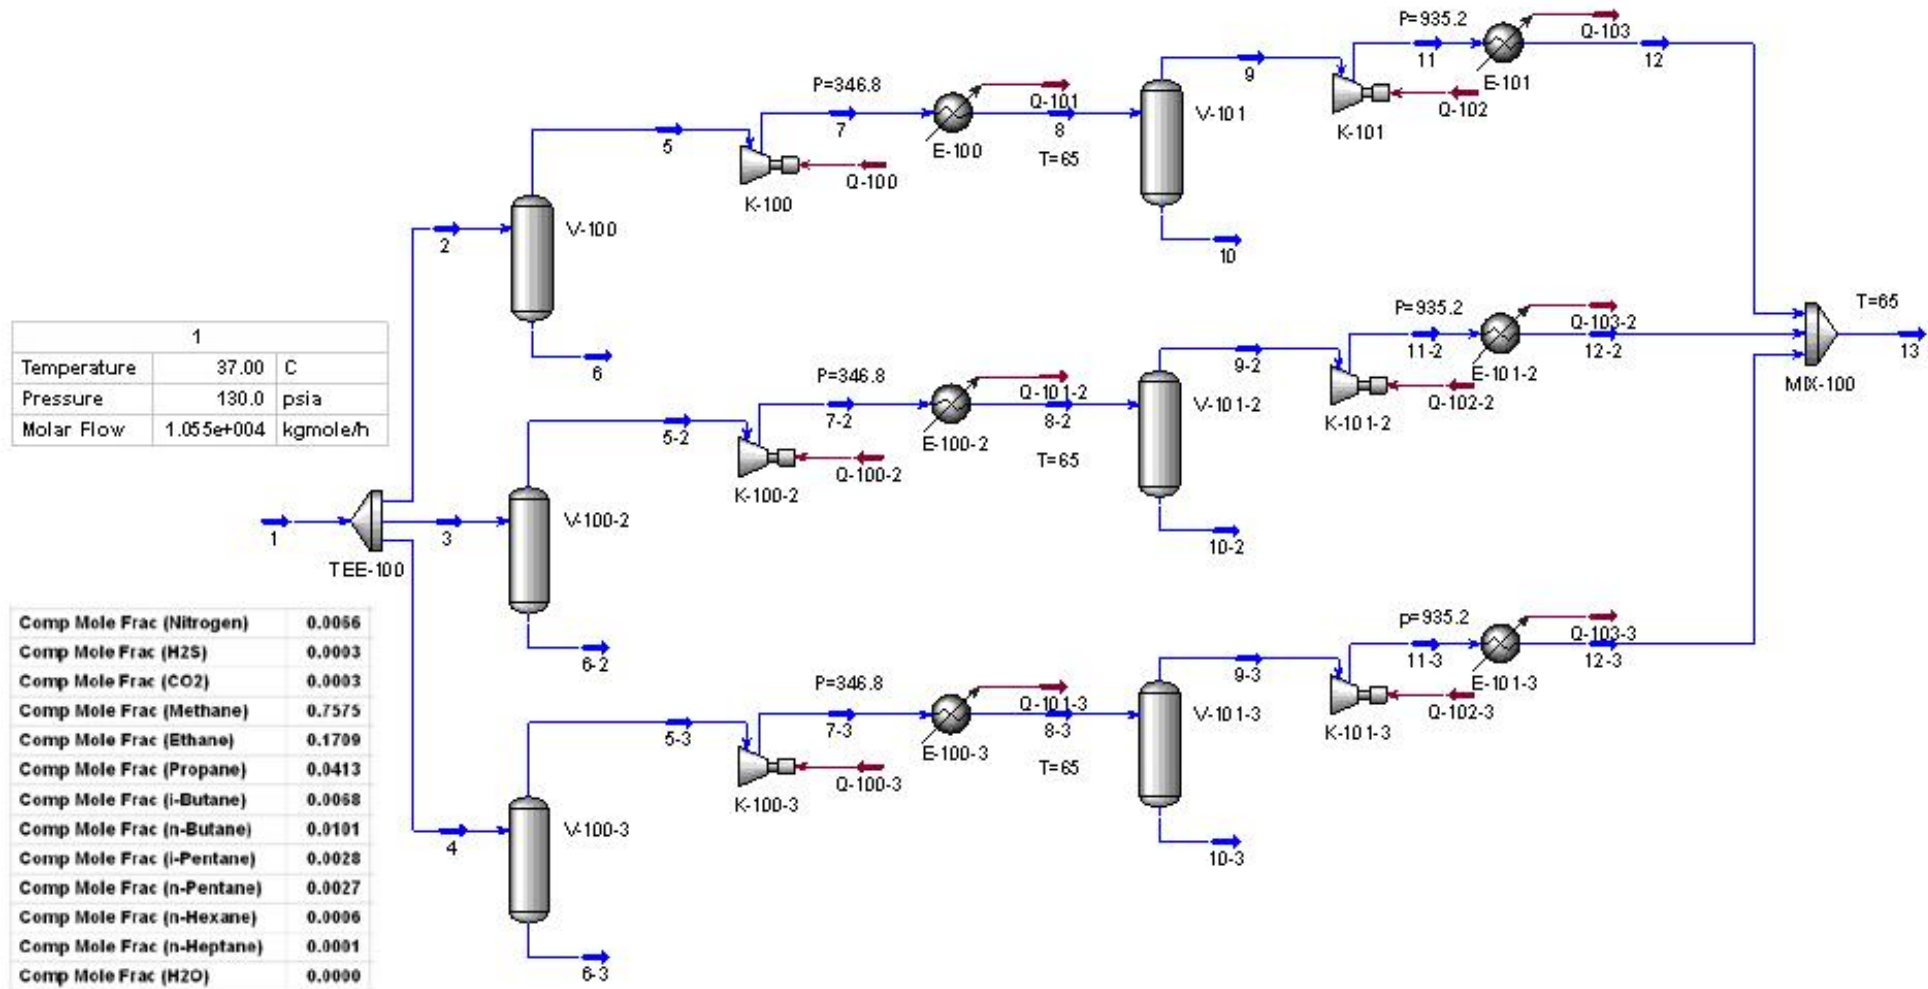 P=935.2
Q-103
11
12
E-101
9
Q-102
K-101
P=346.8
Q-101
7
8
V-101
E-100
T=65
5
Q-100
K-100
2
V-100
10
6
1
Temperature 37.00 C
Pressure 130.0 psia
Molar Flow 1.055e+004 kgmole/h
P=935.2
Q-103-2
11-2
12-2
E-101-2
9-2
Q-102-2
K-101-2
T=65
13
MIX-100
P=346.8
Q-101-2
7-2
8-2
V-101-2
E-100-2
T=65
5-2
Q-100-2
K-100-2
1
TEE-100
3
V-100-2
10-2
6-2
p=935.2
Q-103-3
11-3
12-3
E-101-3
9-3
Q-102-3
K-101-3
P=346.8
Q-101-3
7-3
8-3
V-101-3
E-100-3
T=65
5-3
Q-100-3
K-100-3
4
V-100-3
10-3
6-3
Comp Mole Frac (Nitrogen) 0.0066
Comp Mole Frac (H2S) 0.0003
Comp Mole Frac (CO2) 0.0003
Comp Mole Frac (Methane) 0.7575
Comp Mole Frac (Ethane) 0.1709
Comp Mole Frac (Propane) 0.0413
Comp Mole Frac (i-Butane) 0.0068
Comp Mole Frac (n-Butane) 0.0101
Comp Mole Frac (i-Pentane) 0.0028
Comp Mole Frac (n-Pentane) 0.0027
Comp Mole Frac (n-Hexane) 0.0006
Comp Mole Frac (n-Heptane) 0.0001
Comp Mole Frac (H2O) 0.0000